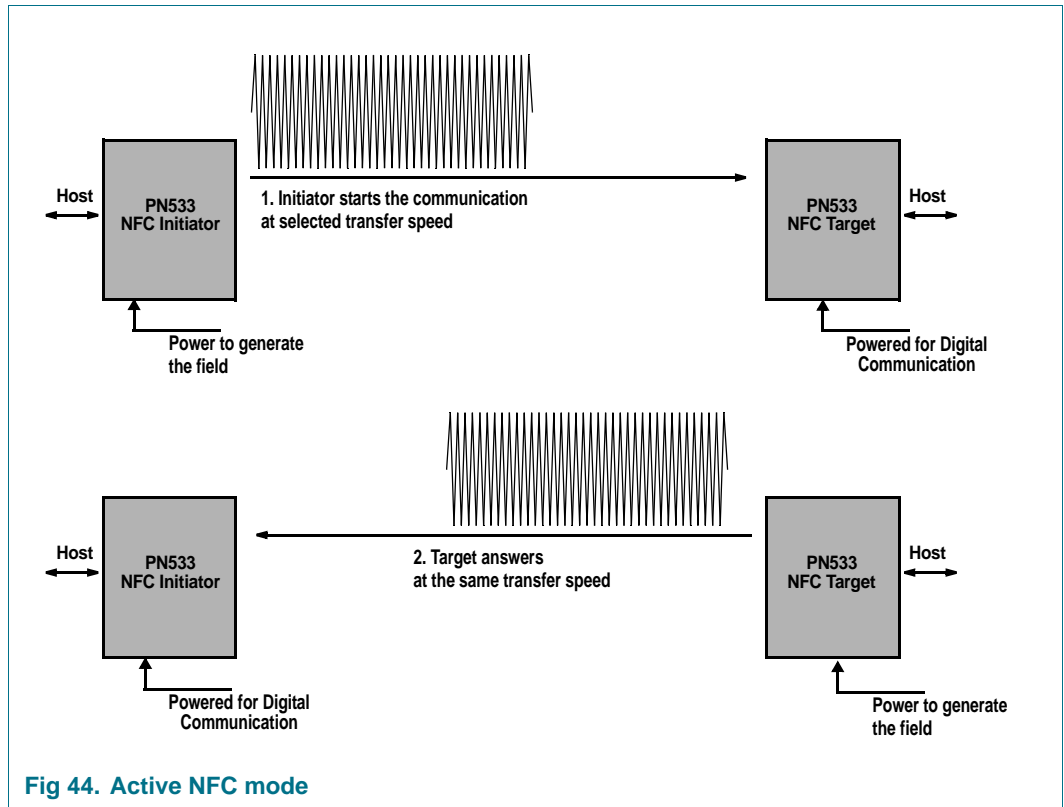 Host
PN533
NFC Initiator
1. Initiator starts the communication
at selected transfer speed
PN533
NFC Target
Host
Power to generate
the field
Powered for Digital
Communication
Host
PN533
NFC Initiator
2. Target answers
at the same transfer speed
PN533
NFC Target
Host
Powered for Digital
Communication
Power to generate
the field
Fig 44. Active NFC mode